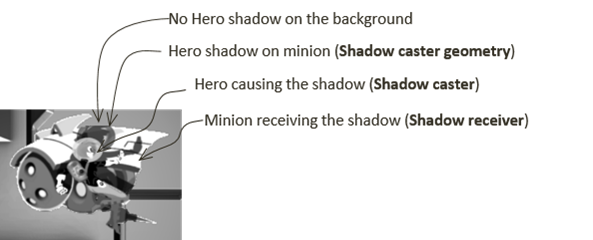 No Hero shadow on the background
Hero shadow on minion (Shadow caster geometry)
Hero causing the shadow (Shadow caster)
Minion receiving the shadow (Shadow receiver)